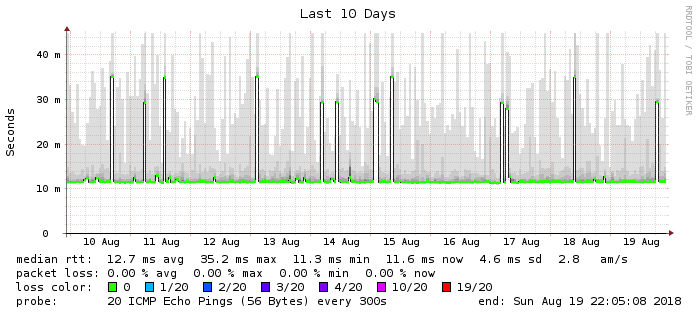 Last 10 Days
RRDTOOL / TOBI OETIKER
Seconds
40 m
30 m
20 m
10 m
0
10 Aug 11 Aug 12 Aug 13 Aug 14 Aug 15 Aug 16 Aug 17 Aug 18 Aug 19 Aug
median rtt: 12.7 ms avg 35.2 ms max 11.3 ms min 11.6 ms now 4.6 ms sd 2.8 am/s
packet loss: 0.00 % avg 0.00 % max 0.00 % min 0.00 % now
loss color: 0 1/20 2/20 3/20 4/20 10/20 19/20
probe: 20 ICMP Echo Pings (56 Bytes) every 300s end: Sun Aug 19 22:05:08 2018